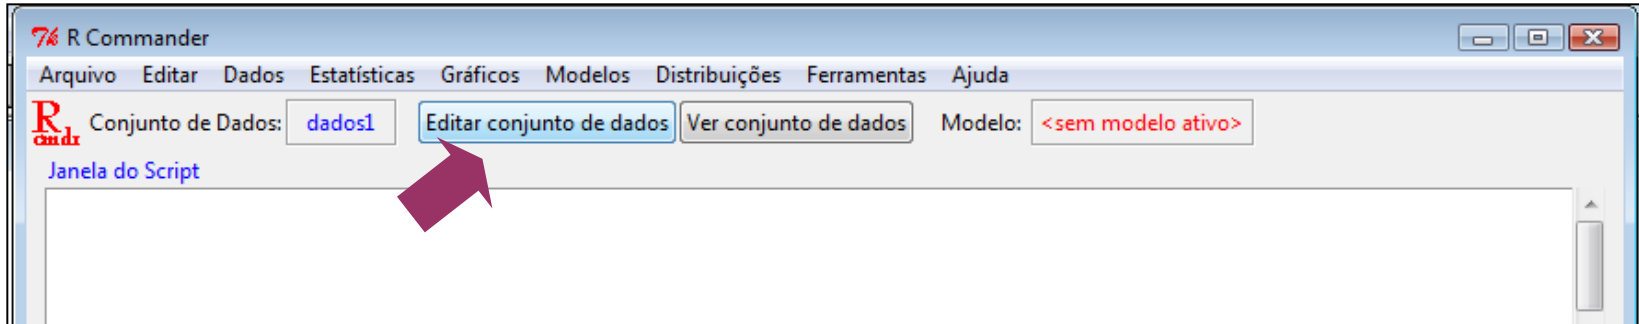 R Commander
Arquivo Editar Dados Estatísticas Gráficos Modelos Distribuições Ferramentas Ajuda
R cmdr Conjunto de Dados: dados1 Editar conjunto de dados Ver conjunto de dados Modelo: <sem modelo ativo>
Janela do Script